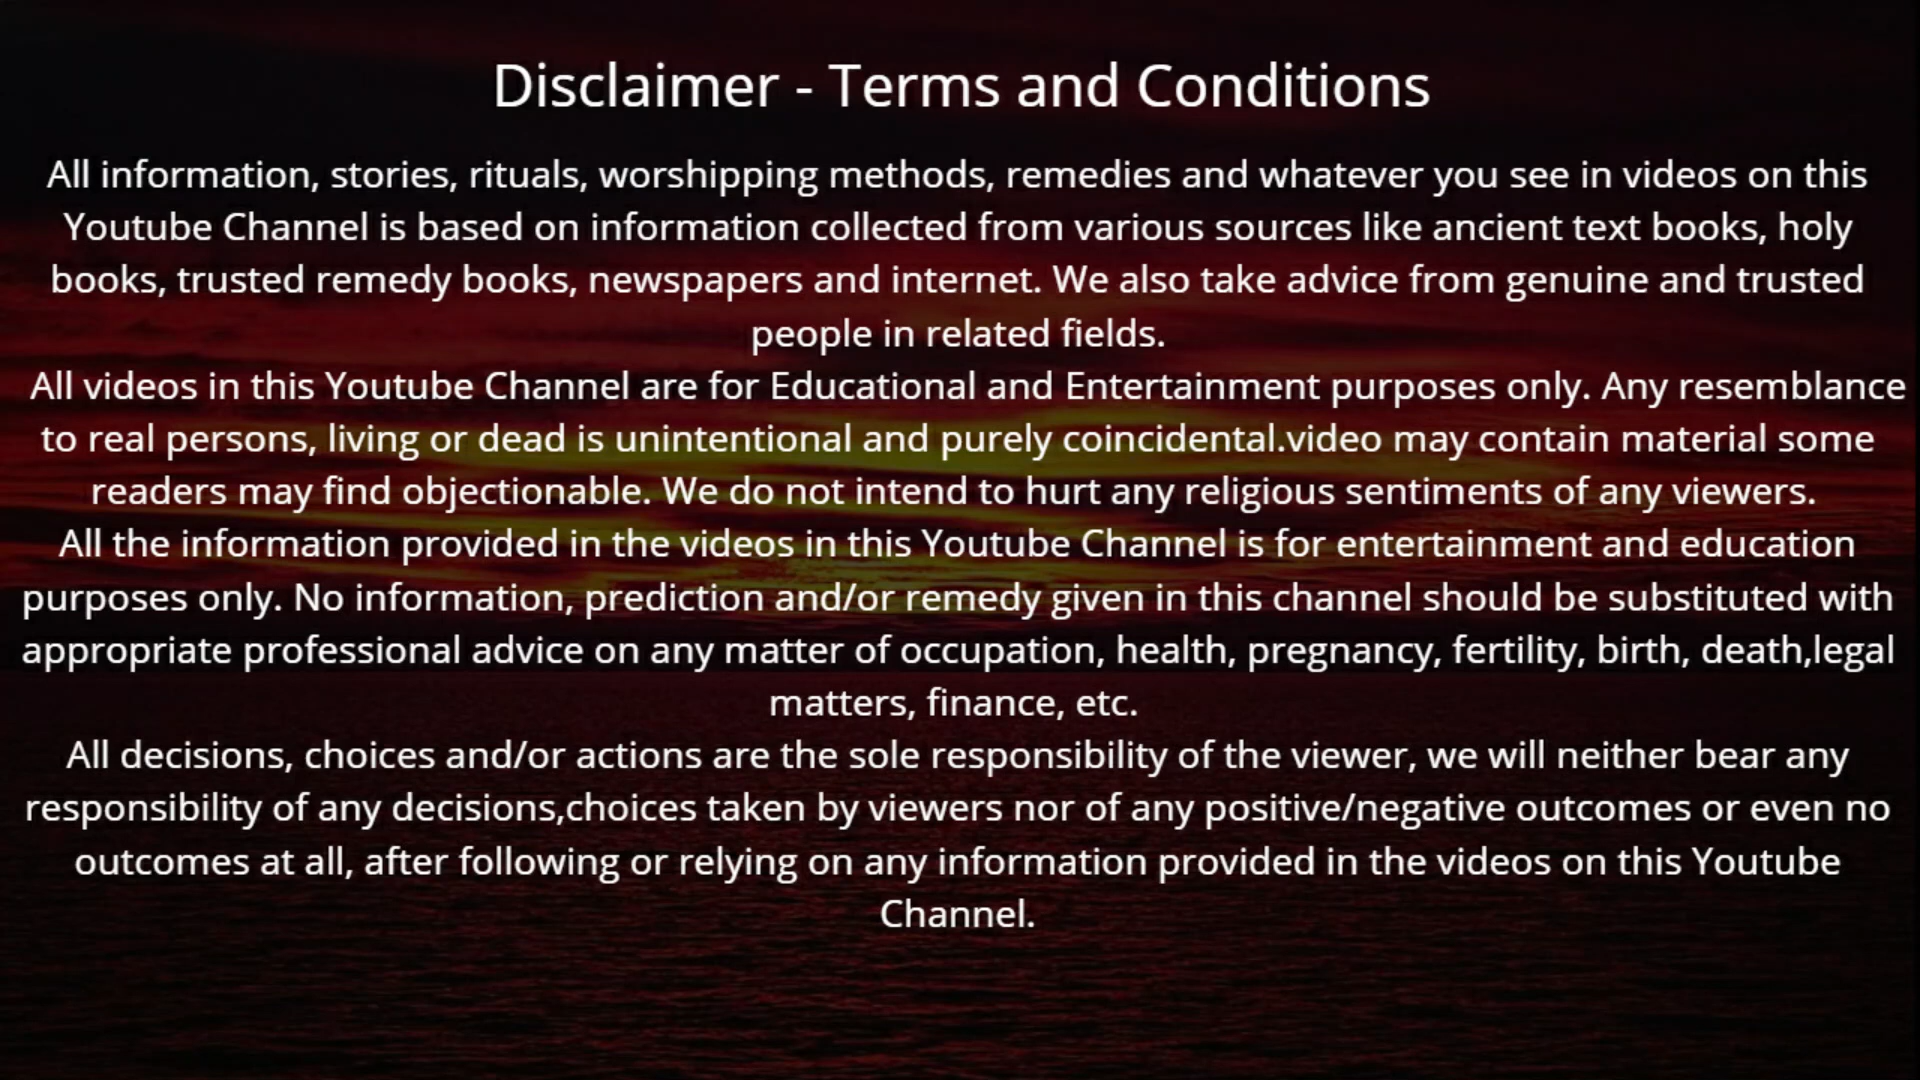 Disclaimer - Terms and Conditions
All information, stories, rituals, worshipping methods, remedies and whatever you see in videos on this
Youtube Channel is based on information collected from various sources like ancient text books, holy
books, trusted remedy books, newspapers and internet. We also take advice from genuine and trusted
people in related fields.
All videos in this Youtube Channel are for Educational and Entertainment purposes only. Any resemblance
to real persons, living or dead is unintentional and purely coincidental.video may contain material some
readers may find objectionable. We do not intend to hurt any religious sentiments of any viewers.
All the information provided in the videos in this Youtube Channel is for entertainment and education
purposes only. No information, prediction and/or remedy given in this channel should be substituted with
appropriate professional advice on any matter of occupation, health, pregnancy, fertility, birth, death,legal
matters, finance, etc.
All decisions, choices and/or actions are the sole responsibility of the viewer, we will neither bear any
responsibility of any decisions,choices taken by viewers nor of any positive/negative outcomes or even no
outcomes at all, after following or relying on any information provided in the videos on this Youtube
Channel.